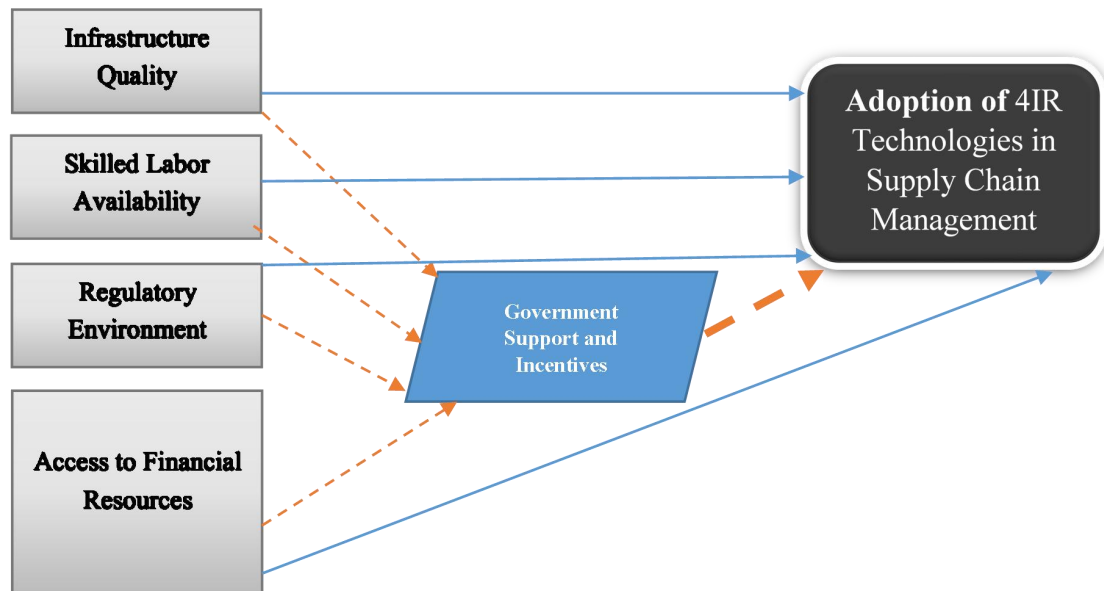 Infrastructure
Quality
Skilled Labor
Availability
Regulatory
Environment
Access to Financial
Resources
Government
Support and
Incentives
Adoption of 4IR
Technologies in
Supply Chain
Management